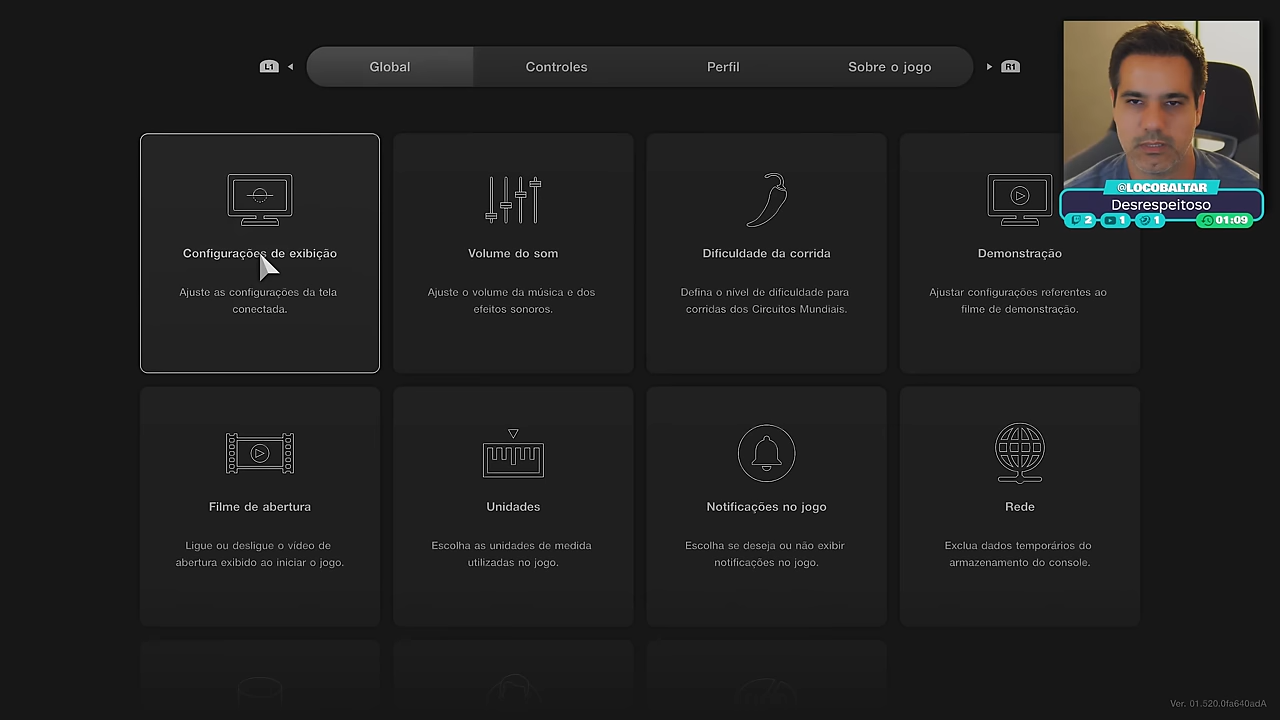 L1
Global
Controles
Perfil
Sobre o jogo
R1
Configurações de exibição
Ajuste as configurações da tela
conectada.
Volume do som
Ajuste o volume da música e dos
efeitos sonoros.
Dificuldade da corrida
Defina o nível de dificuldade para
corridas dos Circuitos Mundiais.
Demonstração
Ajustar configurações referentes ao
filme de demonstração.
@LOCOBALTAR
Desrespeitoso
2
1
1
01:09
Filme de abertura
Ligue ou desligue o vídeo de
abertura exibido ao iniciar o jogo.
Unidades
Escolha as unidades de medida
utilizadas no jogo.
Notificações no jogo
Escolha se deseja ou não exibir
notificações no jogo.
Rede
Exclua dados temporários do
armazenamento do console.
Ver. 01.520.0fa640adA